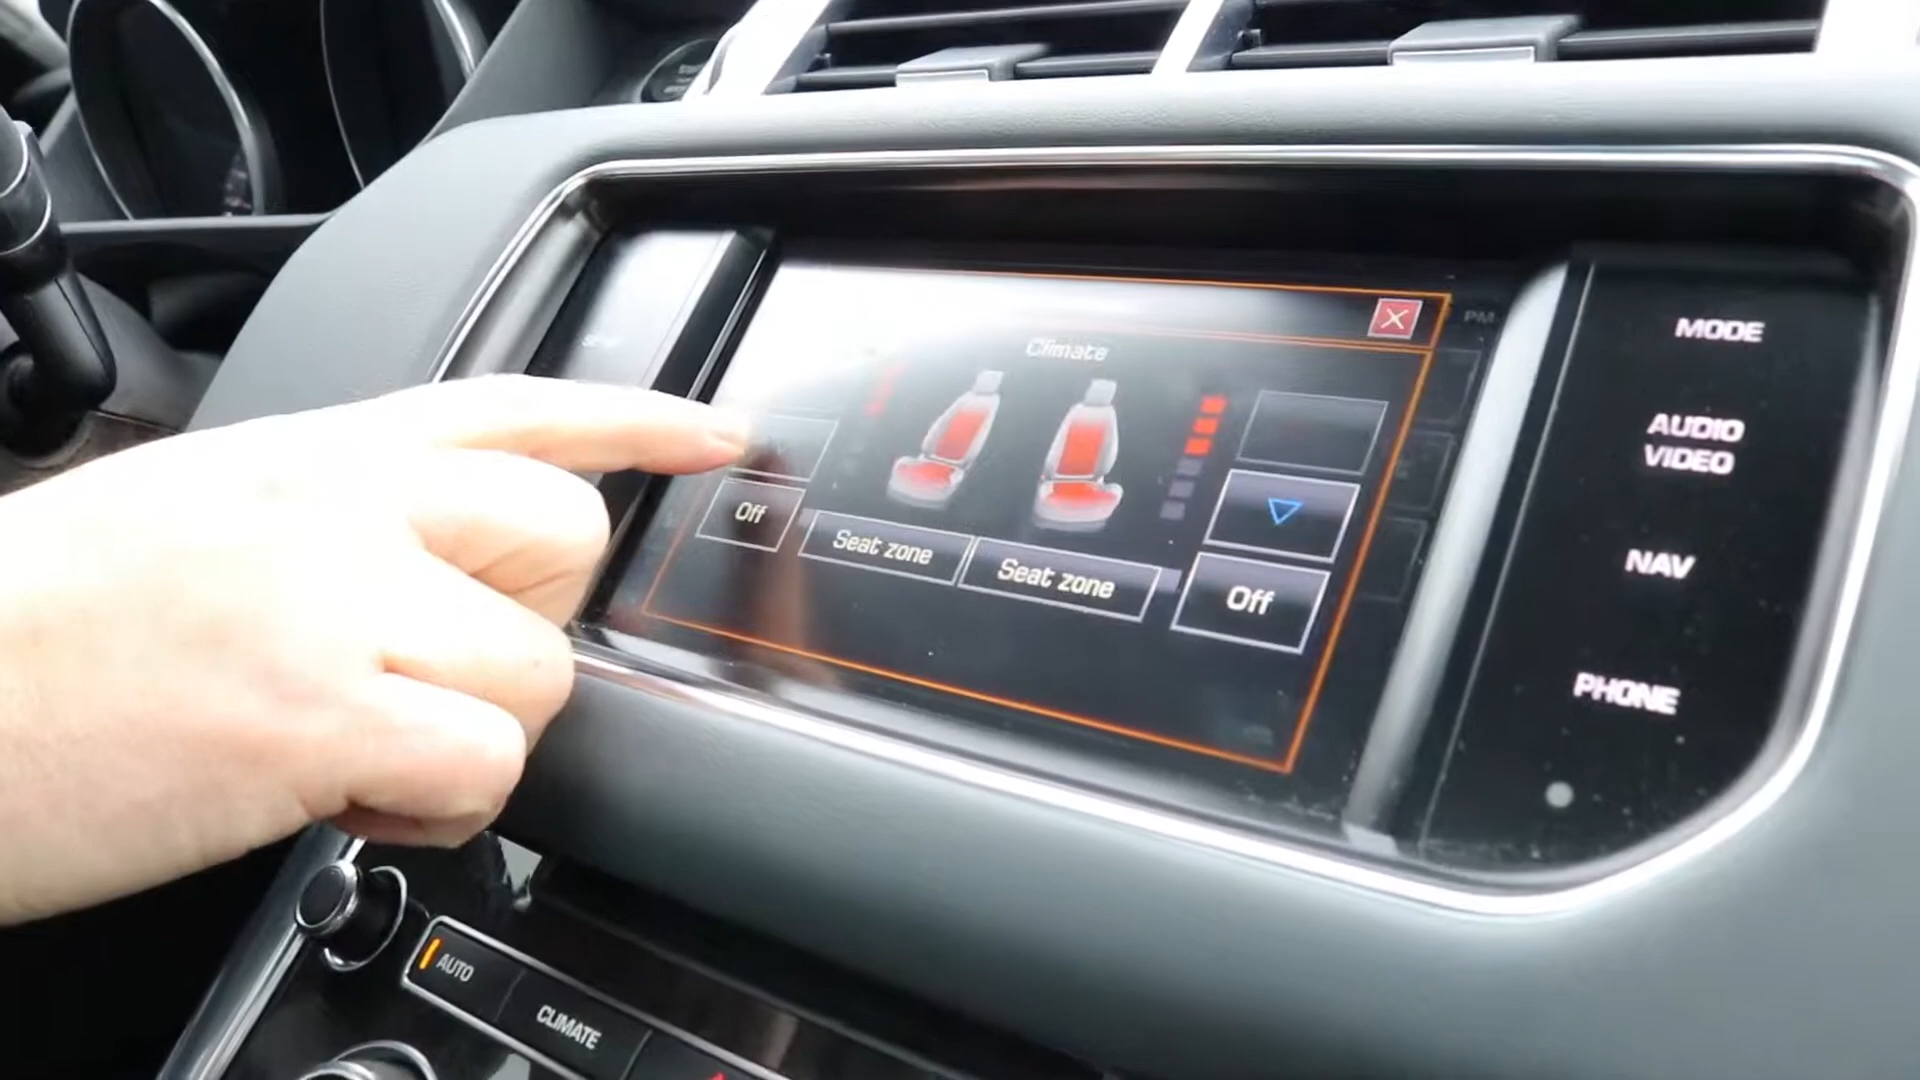 PM
Climate
Off
Seat zone
Seat zone
Off
MODE
AUDIO
VIDEO
NAV
PHONE
AUTO
CLIMATE